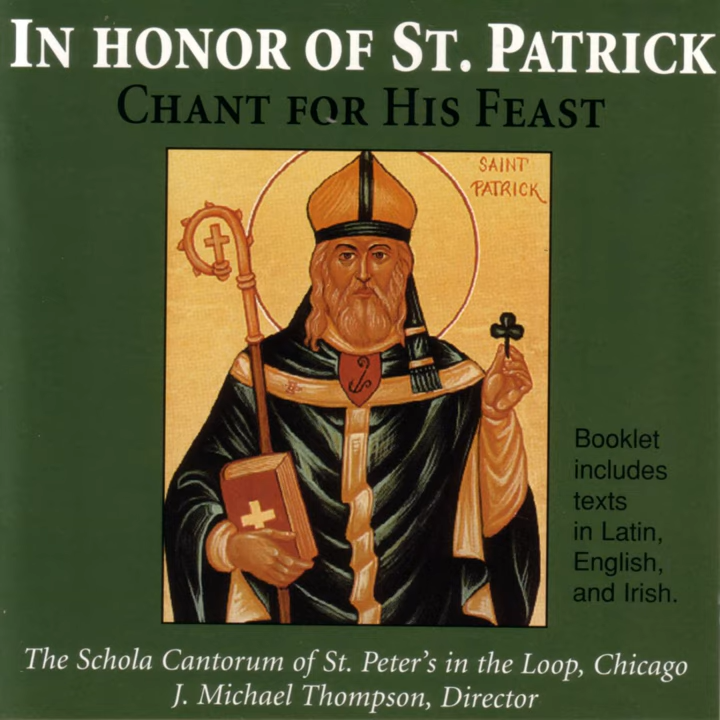 IN HONOR OF ST. PATRICK
CHANT FOR HIS FEAST
SAINT
PATRICK
Booklet
includes
texts
in Latin,
English,
and Irish.
The Schola Cantorum of St. Peter's in the Loop, Chicago
J. Michael Thompson, Director